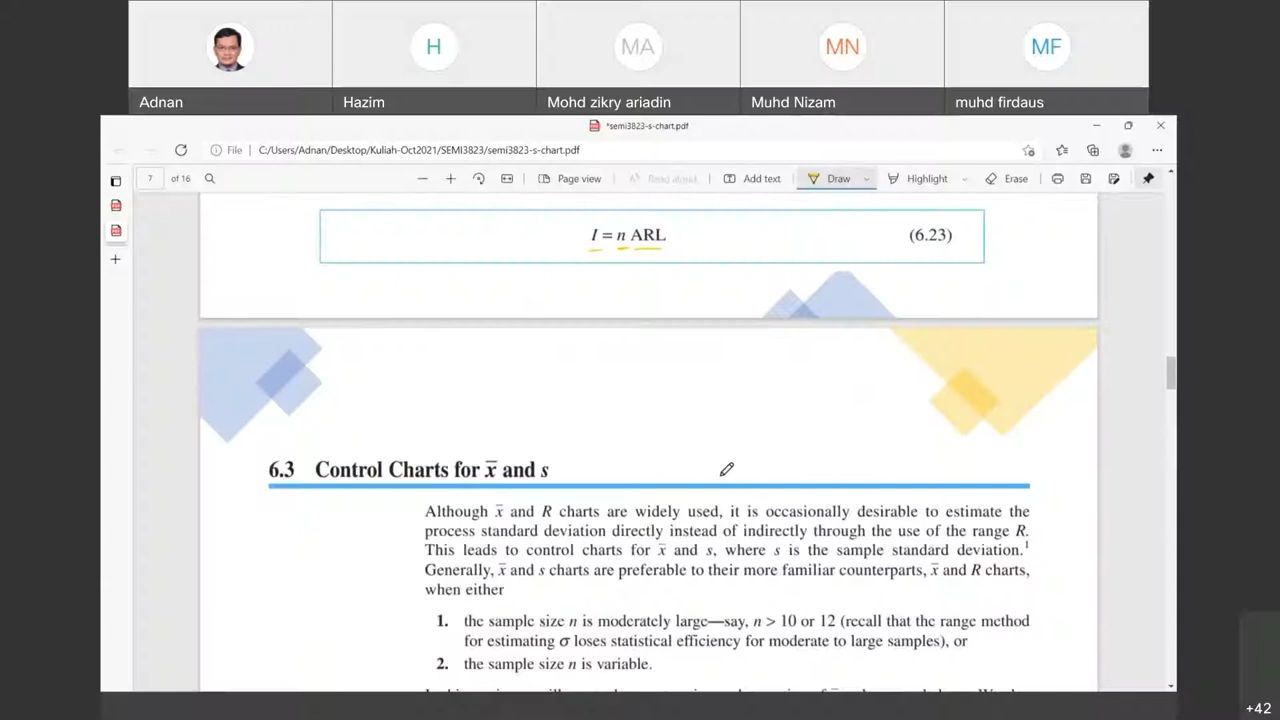 H
MA
MN
MF
Adnan
Hazim
Mohd zikry ariadin
Muhd Nizam
muhd firdaus
*semi3823-s-chart.pdf
File | C:/Users/Adnan/Desktop/Kuliah-Oct2021/SEMI3823/semi3823-s-chart.pdf
7 of 16 Page view Read aloud Add text Draw Highlight Erase
I = n ARL (6.23)
6.3 Control Charts for x̄ and s
Although x̄ and R charts are widely used, it is occasionally desirable to estimate the
process standard deviation directly instead of indirectly through the use of the range R.
This leads to control charts for x̄ and s, where s is the sample standard deviation.¹
Generally, x̄ and s charts are preferable to their more familiar counterparts, x̄ and R charts,
when either
1. the sample size n is moderately large—say, n > 10 or 12 (recall that the range method
for estimating σ loses statistical efficiency for moderate to large samples), or
2. the sample size n is variable.
+42